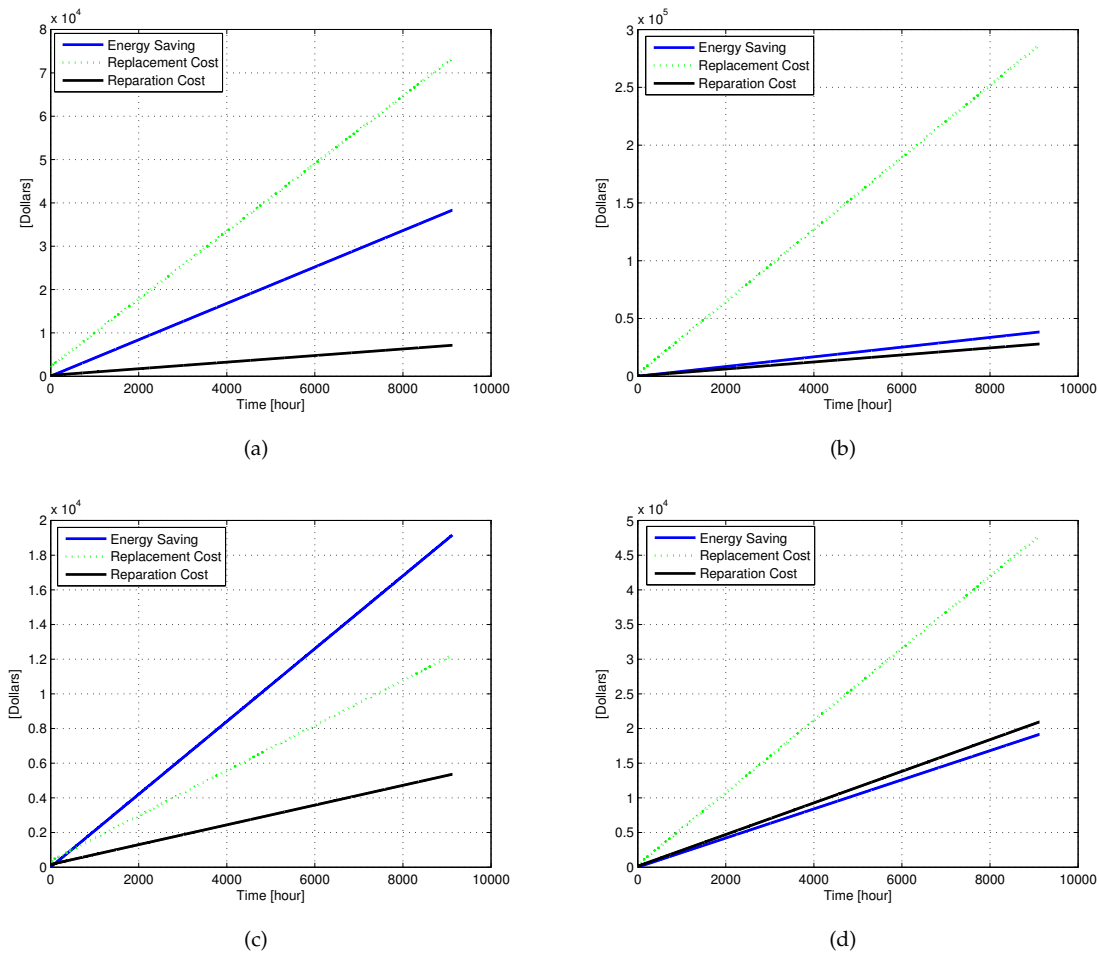 x 10^4
8
7
6
5
4
3
2
1
0
[Dollars]
Energy Saving
Replacement Cost
Reparation Cost
0 2000 4000 6000 8000 10000
Time [hour]
(a)
x 10^5
3
2.5
2
1.5
1
0.5
0
[Dollars]
Energy Saving
Replacement Cost
Reparation Cost
0 2000 4000 6000 8000 10000
Time [hour]
(b)
x 10^4
2
1.8
1.6
1.4
1.2
1
0.8
0.6
0.4
0.2
0
[Dollars]
Energy Saving
Replacement Cost
Reparation Cost
0 2000 4000 6000 8000 10000
Time [hour]
(c)
x 10^4
5
4.5
4
3.5
3
2.5
2
1.5
1
0.5
0
[Dollars]
Energy Saving
Replacement Cost
Reparation Cost
0 2000 4000 6000 8000 10000
Time [hour]
(d)